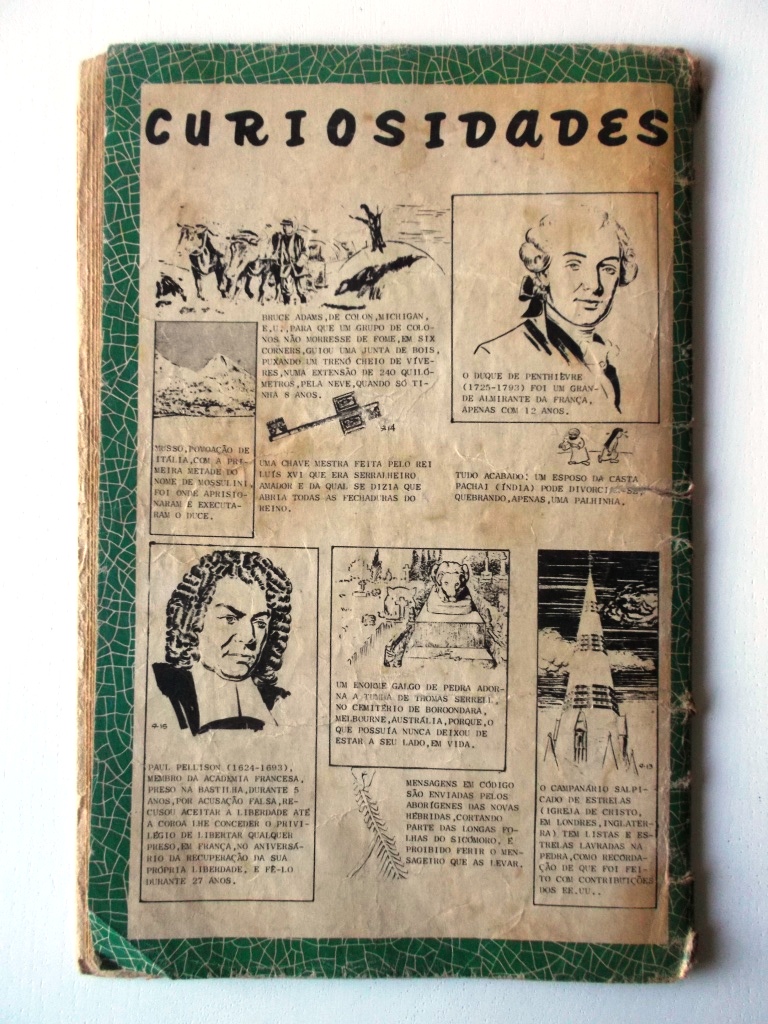 CURIOSIDADES
BRUCE ADAMS, DE COLON, MICHIGAN,
E.U., PARA QUE UM GRUPO DE COLO-
NOS NÃO MORRESSE DE FOME, EM SIX
CORNERS, GUIOU UMA JUNTA DE BOIS,
PUXANDO UM TRENÓ CHEIO DE VÍVE-
RES, NUMA EXTENSÃO DE 240 QUILÓ-
METROS, PELA NEVE, QUANDO SÓ TI-
NHA 8 ANOS.
O DUQUE DE PENTHIÈVRE
(1725-1793) FOI UM GRAN-
DE ALMIRANTE DA FRANÇA,
APENAS COM 12 ANOS.
MUSSO, POVOAÇÃO DE
ITÁLIA, COM A PRI-
MEIRA METADE DO
NOME DE MOSSULINI,
FOI ONDE APRISIO-
NARAM E EXECUTA-
RAM O DUCE.
9-14
UMA CHAVE MESTRA FEITA PELO REI
LUÍS XVI QUE ERA SERRALHEIRO
AMADOR E DA QUAL SE DIZIA QUE
ABRIA TODAS AS FECHADURAS DO
REINO.
TUDO ACABADO: UM ESPOSO DA CASTA
PACHAI (ÍNDIA) PODE DIVORCIAR-SE,
QUEBRANDO, APENAS, UMA PALHINHA.
9-15
PAUL PELLISON (1624-1693),
MEMBRO DA ACADEMIA FRANCESA,
PRESO NA BASTILHA, DURANTE 5
ANOS, POR ACUSAÇÃO FALSA, RE-
CUSOU ACEITAR A LIBERDADE ATÉ
A COROA LHE CONCEDER O PRIVI-
LÉGIO DE LIBERTAR QUALQUER
PRESO, EM FRANÇA, NO ANIVERSÁ-
RIO DA RECUPERAÇÃO DA SUA
PRÓPRIA LIBERDADE, E FÊ-LO
DURANTE 27 ANOS.
UM ENORME GALGO DE PEDRA ADOR-
NA A TUMBA DE THOMAS SERRELL,
NO CEMITÉRIO DE BOROONDARA,
MELBOURNE, AUSTRÁLIA, PORQUE, O
QUE POSSUÍA NUNCA DEIXOU DE
ESTAR A SEU LADO, EM VIDA.
MENSAGENS EM CÓDIGO
SÃO ENVIADAS PELOS
ABORÍGENES DAS NOVAS
HÉBRIDAS, CORTANDO
PARTE DAS LONGAS FO-
LHAS DO SICÓMORO. É
PROIBIDO FERIR O MEN-
SAGEIRO QUE AS LEVAR.
9-13
O CAMPANÁRIO SALPI-
CADO DE ESTRELAS
(IGREJA DE CRISTO,
EM LONDRES, INGLATER-
RA) TEM LISTAS E ES-
TRELAS LAVRADAS NA
PEDRA, COMO RECORDA-
ÇÃO DE QUE FOI FEI-
TO COM CONTRIBUIÇÕES
DOS EE.UU..